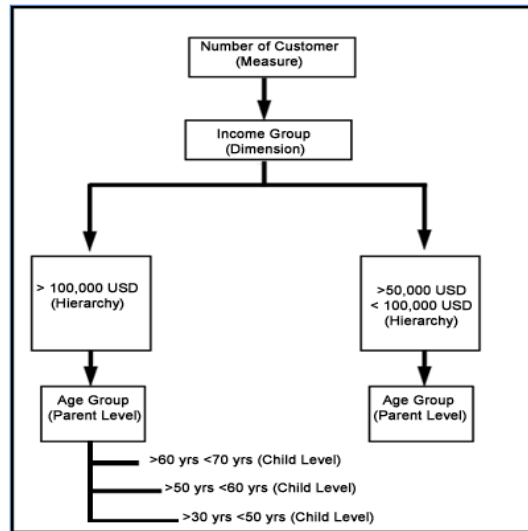 Number of Customer
(Measure)
Income Group
(Dimension)
> 100,000 USD
(Hierarchy)
>50,000 USD
< 100,000 USD
(Hierarchy)
Age Group
(Parent Level)
Age Group
(Parent Level)
>60 yrs <70 yrs (Child Level)
>50 yrs <60 yrs (Child Level)
>30 yrs <50 yrs (Child Level)